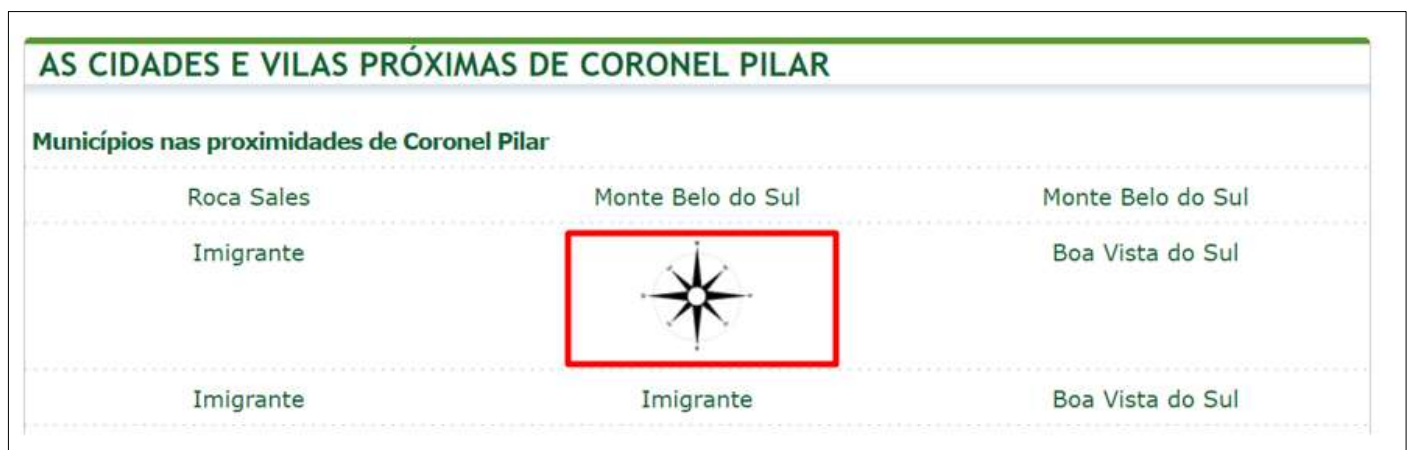 AS CIDADES E VILAS PRÓXIMAS DE CORONEL PILAR
Municípios nas proximidades de Coronel Pilar
Roca Sales Monte Belo do Sul Monte Belo do Sul
Imigrante Boa Vista do Sul
Imigrante Imigrante Boa Vista do Sul